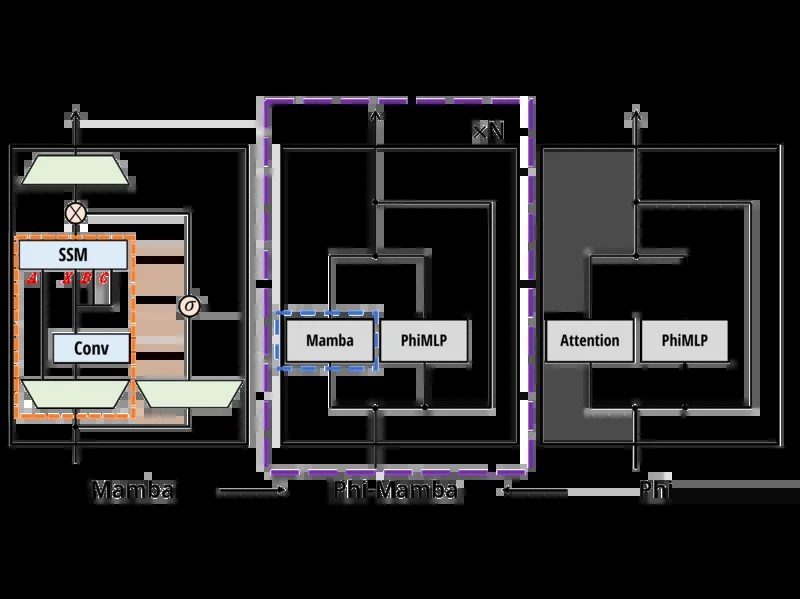 ×N
SSM
A X B C
Conv
σ
Mamba
PhiMLP
Attention
PhiMLP
Mamba
Phi-Mamba
Phi